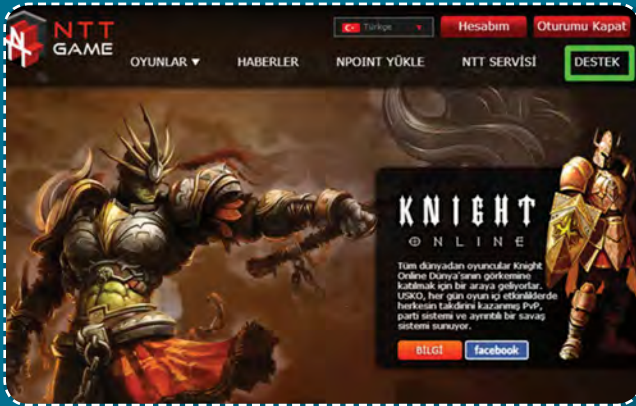 NTT
GAME
Türkçe
Hesabım
Oturumu Kapat
OYUNLAR ▼
HABERLER
NPOINT YÜKLE
NTT SERVİSİ
DESTEK
KNIGHT
ONLINE
Tüm dünyadan oyuncular Knight
Online Dünya'sının görkemine
katılmak için bir araya geliyorlar.
USKO, her gün oyun içi etkinliklerde
herkesin takdirini kazanmış PvP,
parti sistemi ve ayrıntılı bir savaş
sistemi sunuyor.
BİLGİ
facebook